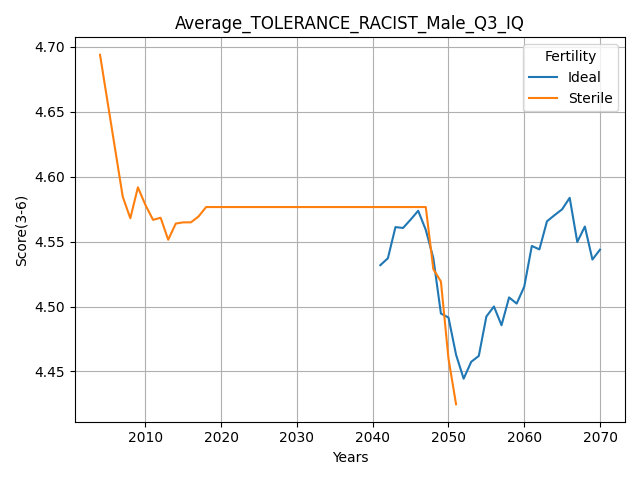 Average_TOLERANCE_RACIST_Male_Q3_IQ
Fertility
Ideal
Sterile
Score(3-6)
4.70
4.65
4.60
4.55
4.50
4.45
2010 2020 2030 2040 2050 2060 2070
Years